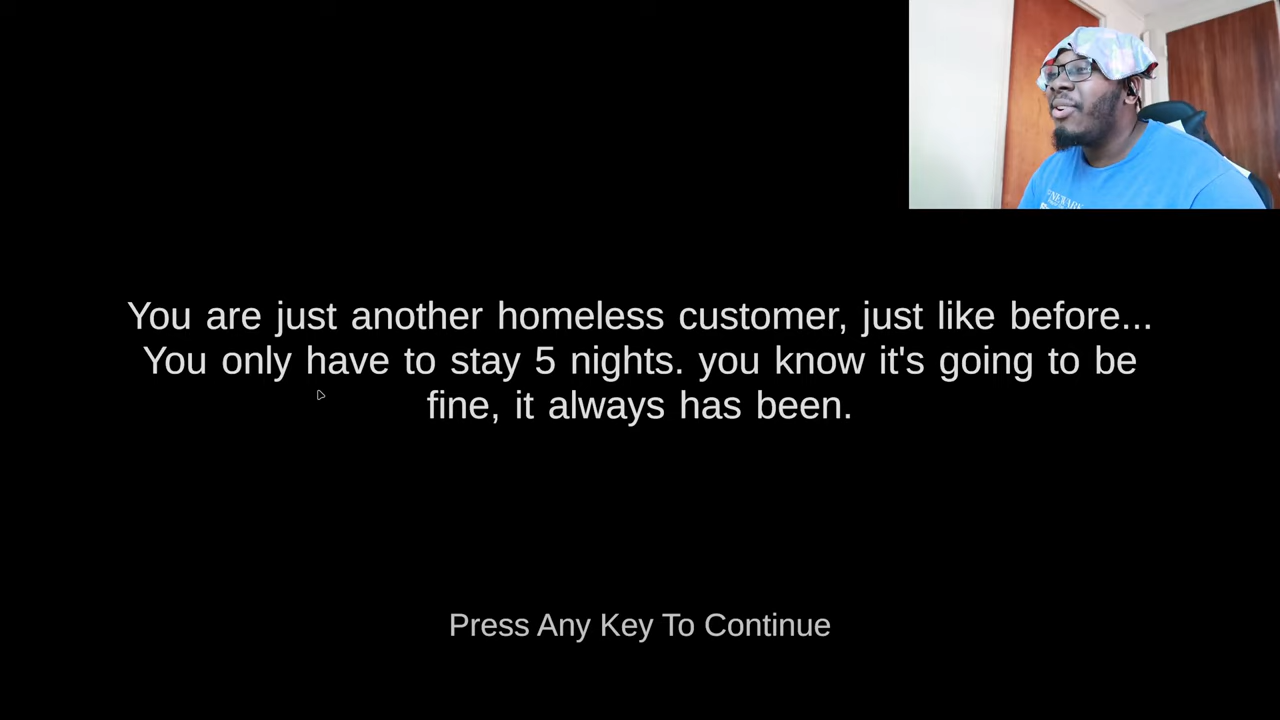 NEWARK
You are just another homeless customer, just like before...
You only have to stay 5 nights. you know it's going to be
fine, it always has been.
Press Any Key To Continue